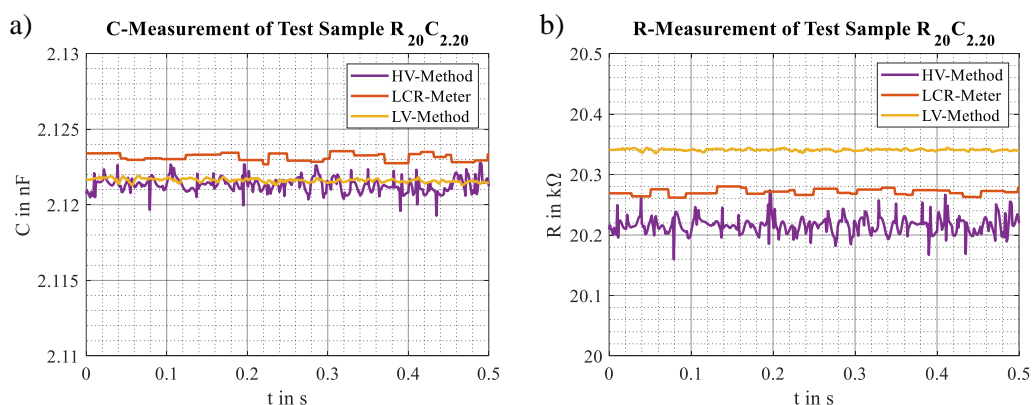 a)
C-Measurement of Test Sample R20C2.20
2.13
2.125
2.12
2.115
2.11
C in nF
HV-Method
LCR-Meter
LV-Method
0 0.1 0.2 0.3 0.4 0.5
t in s
b)
R-Measurement of Test Sample R20C2.20
20.5
20.4
20.3
20.2
20.1
20
R in kΩ
HV-Method
LCR-Meter
LV-Method
0 0.1 0.2 0.3 0.4 0.5
t in s